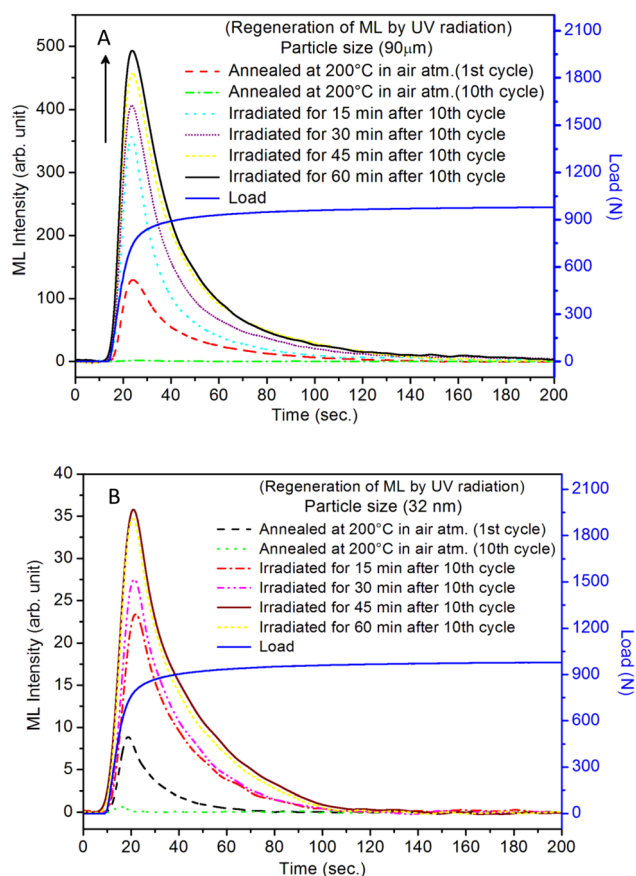 A
(Regeneration of ML by UV radiation)
Particle size (90μm)
Annealed at 200°C in air atm.(1st cycle)
Annealed at 200°C in air atm.(10th cycle)
Irradiated for 15 min after 10th cycle
Irradiated for 30 min after 10th cycle
Irradiated for 45 min after 10th cycle
Irradiated for 60 min after 10th cycle
Load
ML Intensity (arb. unit)
500
400
300
200
100
0
Load (N)
2100
1800
1500
1200
900
600
300
0
0 20 40 60 80 100 120 140 160 180 200
Time (sec.)
B
(Regeneration of ML by UV radiation)
Particle size (32 nm)
Annealed at 200°C in air atm. (1st cycle)
Annealed at 200°C in air atm. (10th cycle)
Irradiated for 15 min after 10th cycle
Irradiated for 30 min after 10th cycle
Irradiated for 45 min after 10th cycle
Irradiated for 60 min after 10th cycle
Load
ML Intensity (arb. unit)
40
35
30
25
20
15
10
5
0
Load (N)
2100
1800
1500
1200
900
600
300
0
0 20 40 60 80 100 120 140 160 180 200
Time (sec.)